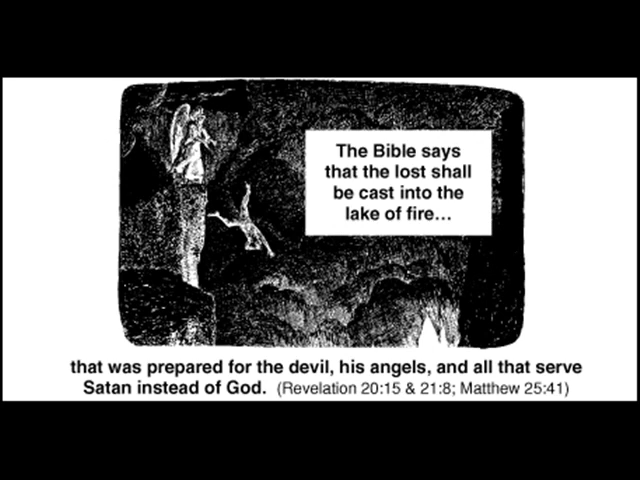 The Bible says
that the lost shall
be cast into the
lake of fire...
that was prepared for the devil, his angels, and all that serve
Satan instead of God. (Revelation 20:15 & 21:8; Matthew 25:41)